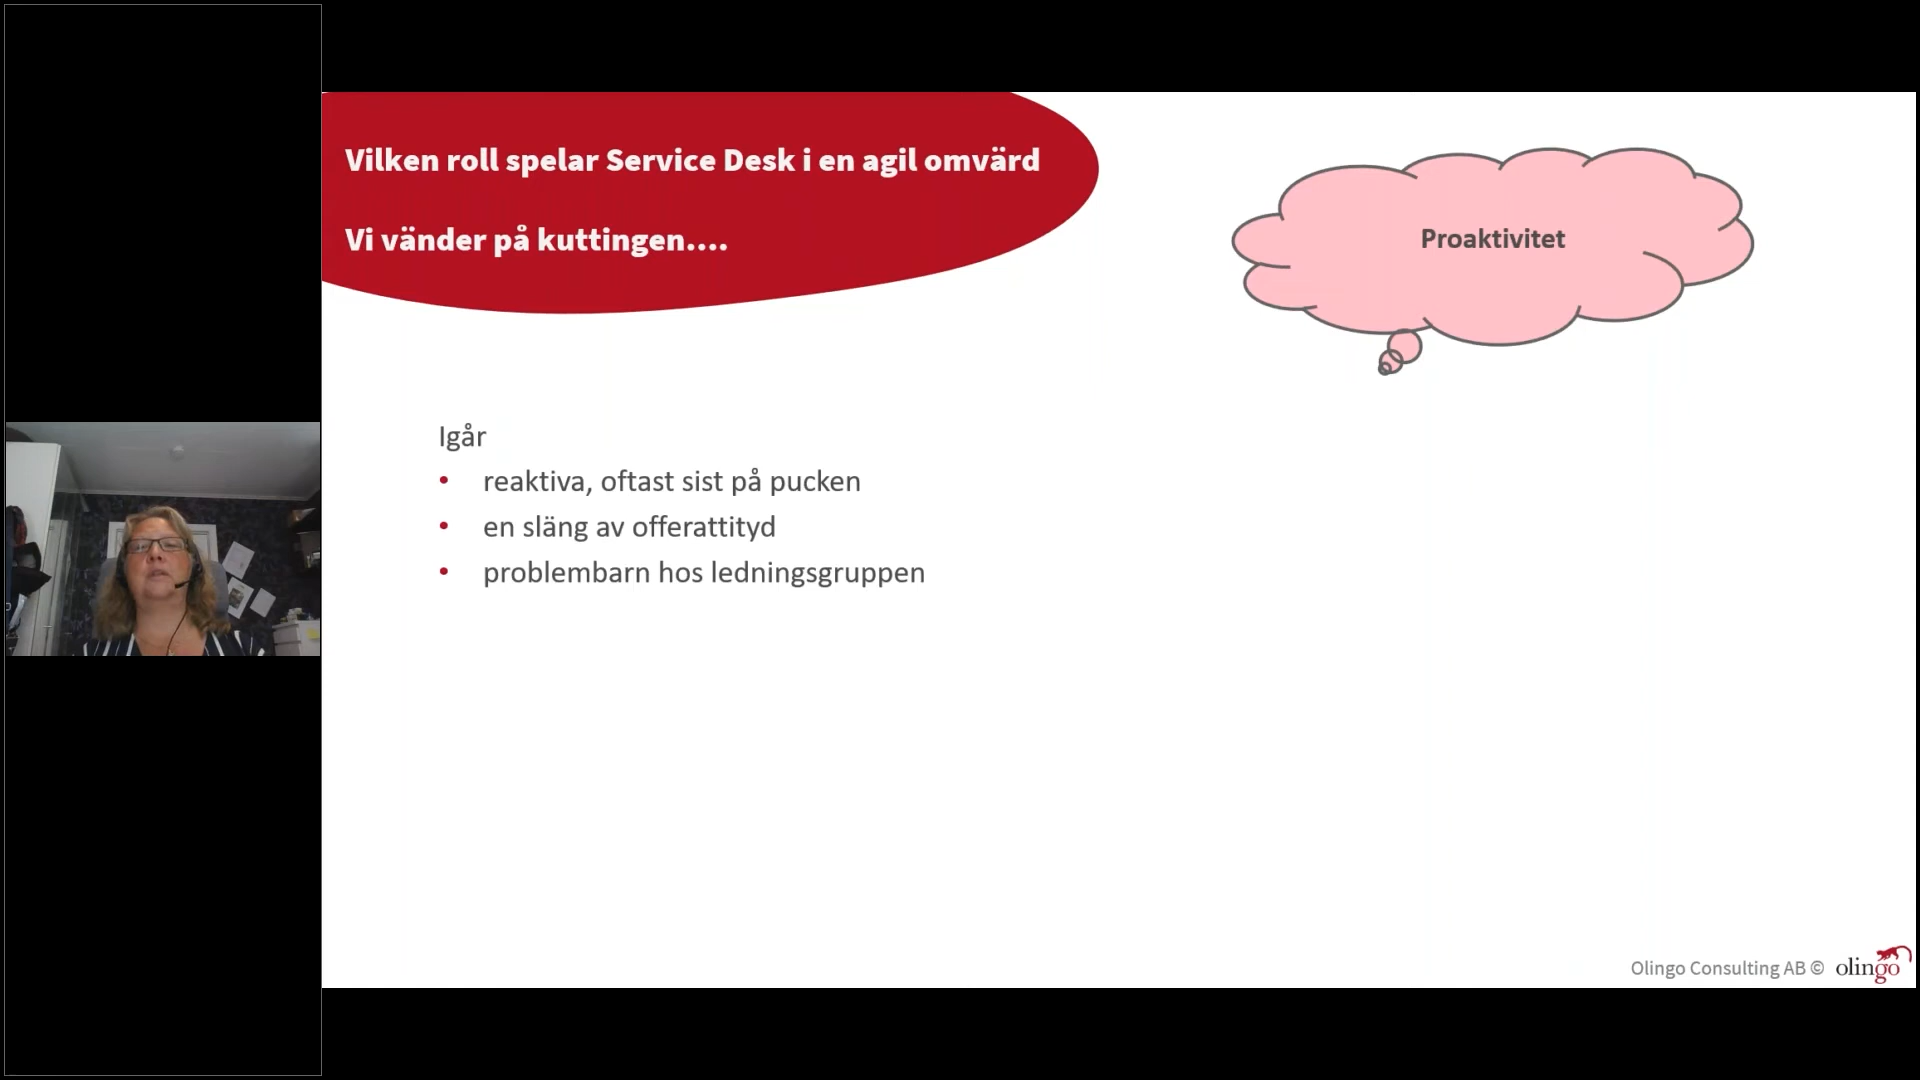 Vilken roll spelar Service Desk i en agil omvärd
Vi vänder på kuttingen....
Proaktivitet
Igår
• reaktiva, oftast sist på pucken
• en släng av offerattityd
• problembarn hos ledningsgruppen
Olingo Consulting AB © olingo